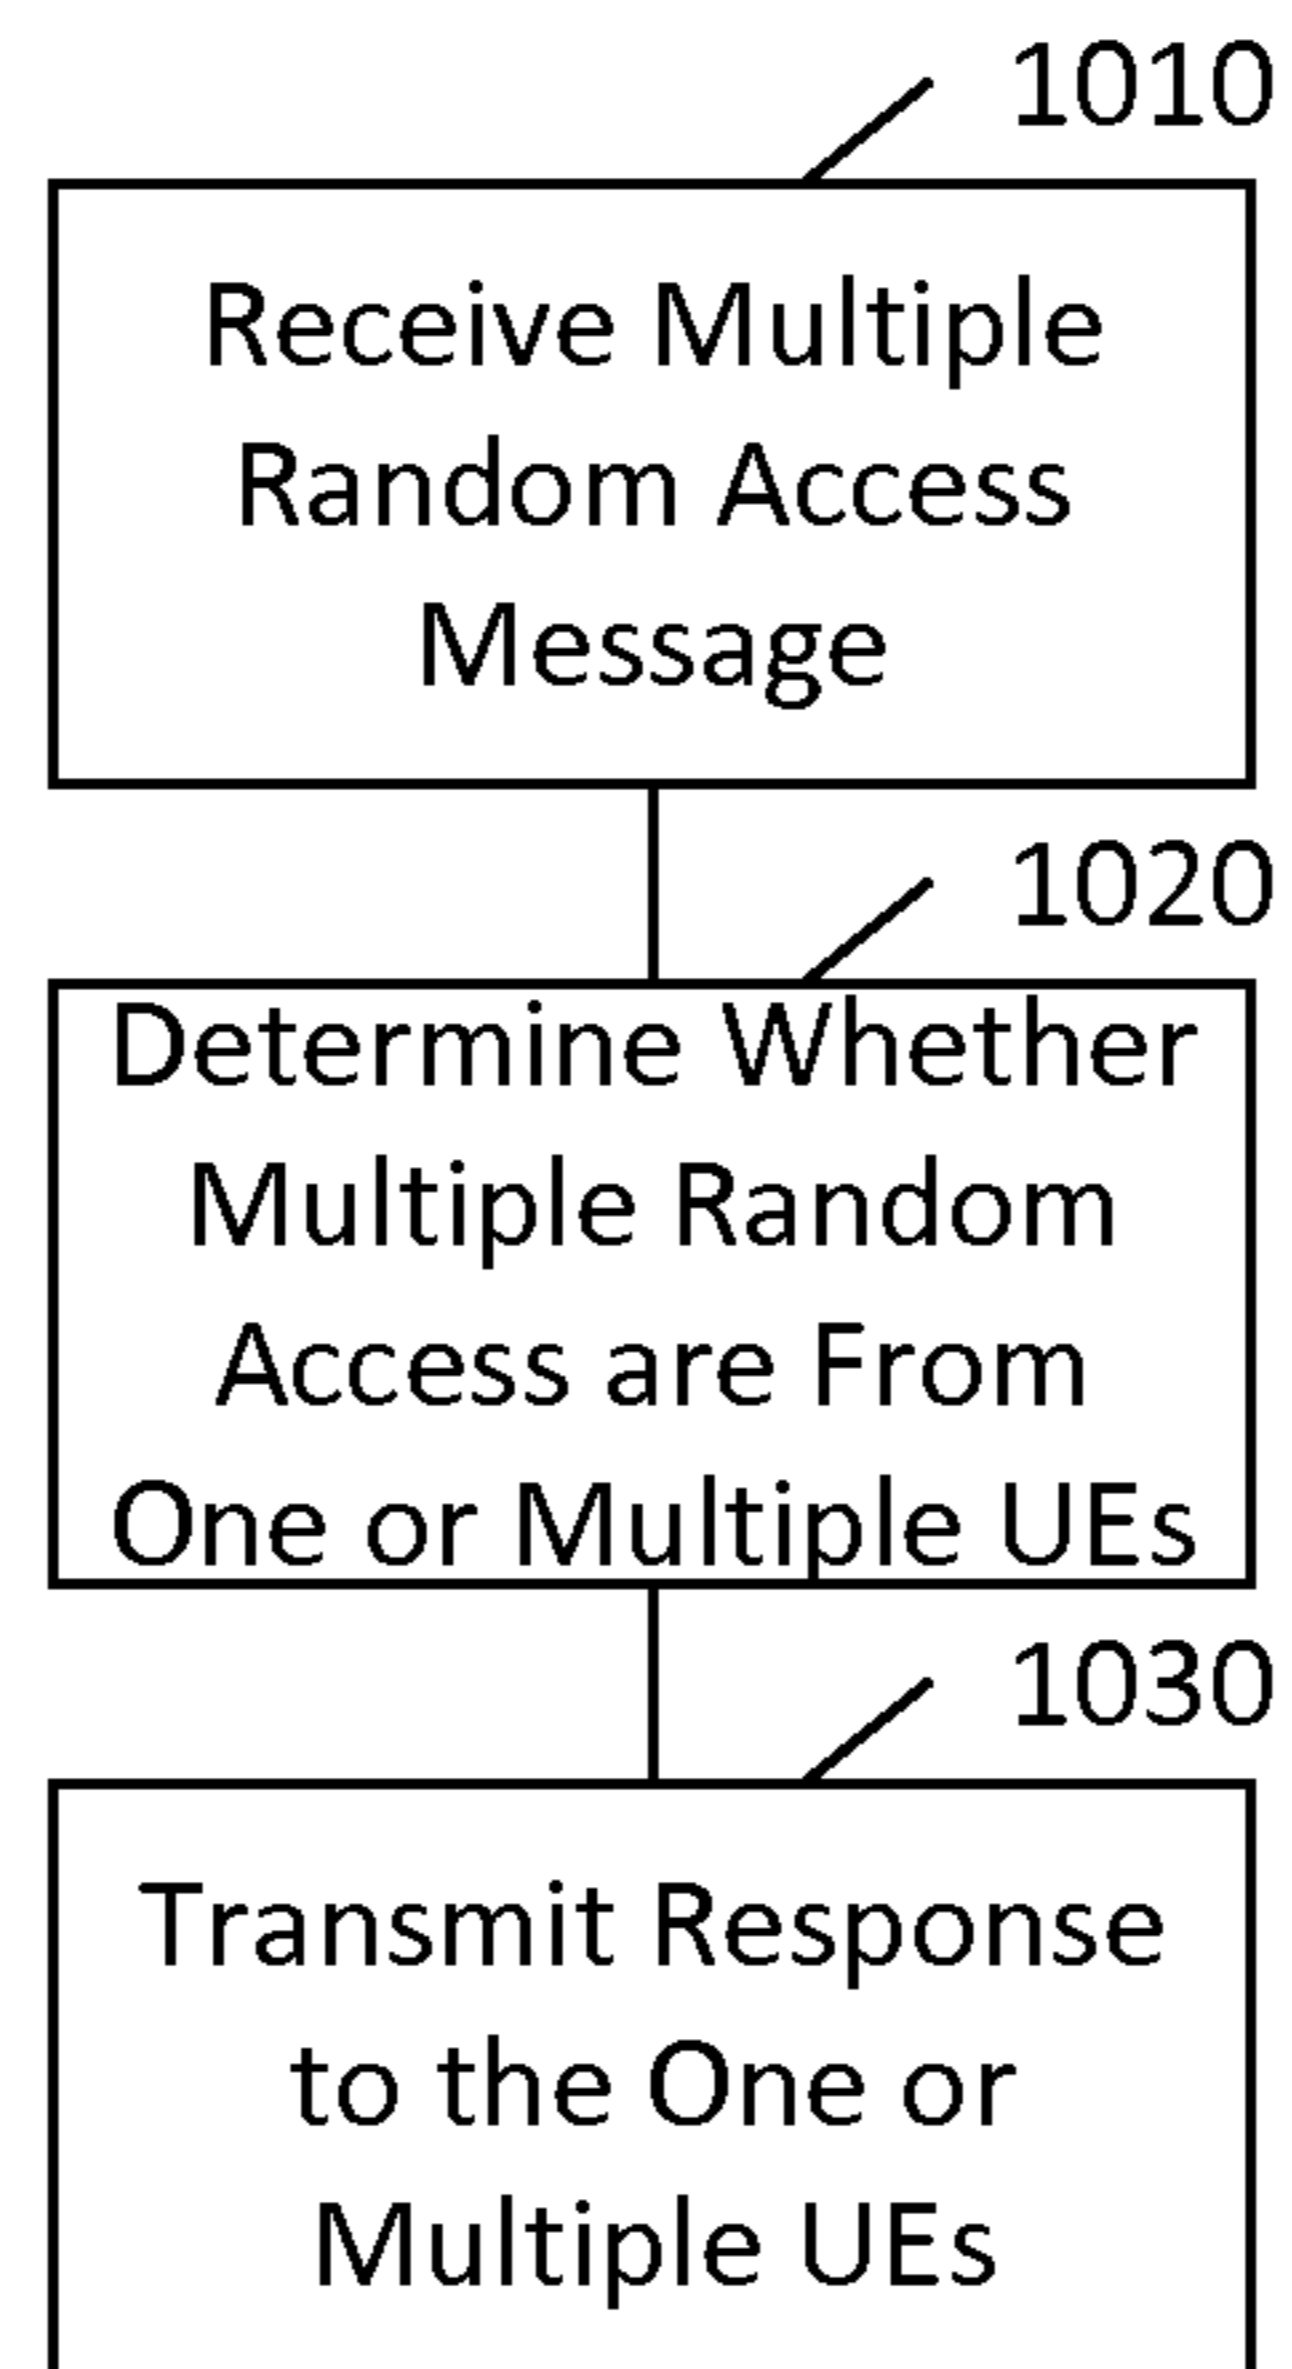 1010
Receive Multiple
Random Access
Message
1020
Determine Whether
Multiple Random
Access are From
One or Multiple UEs
1030
Transmit Response
to the One or
Multiple UEs